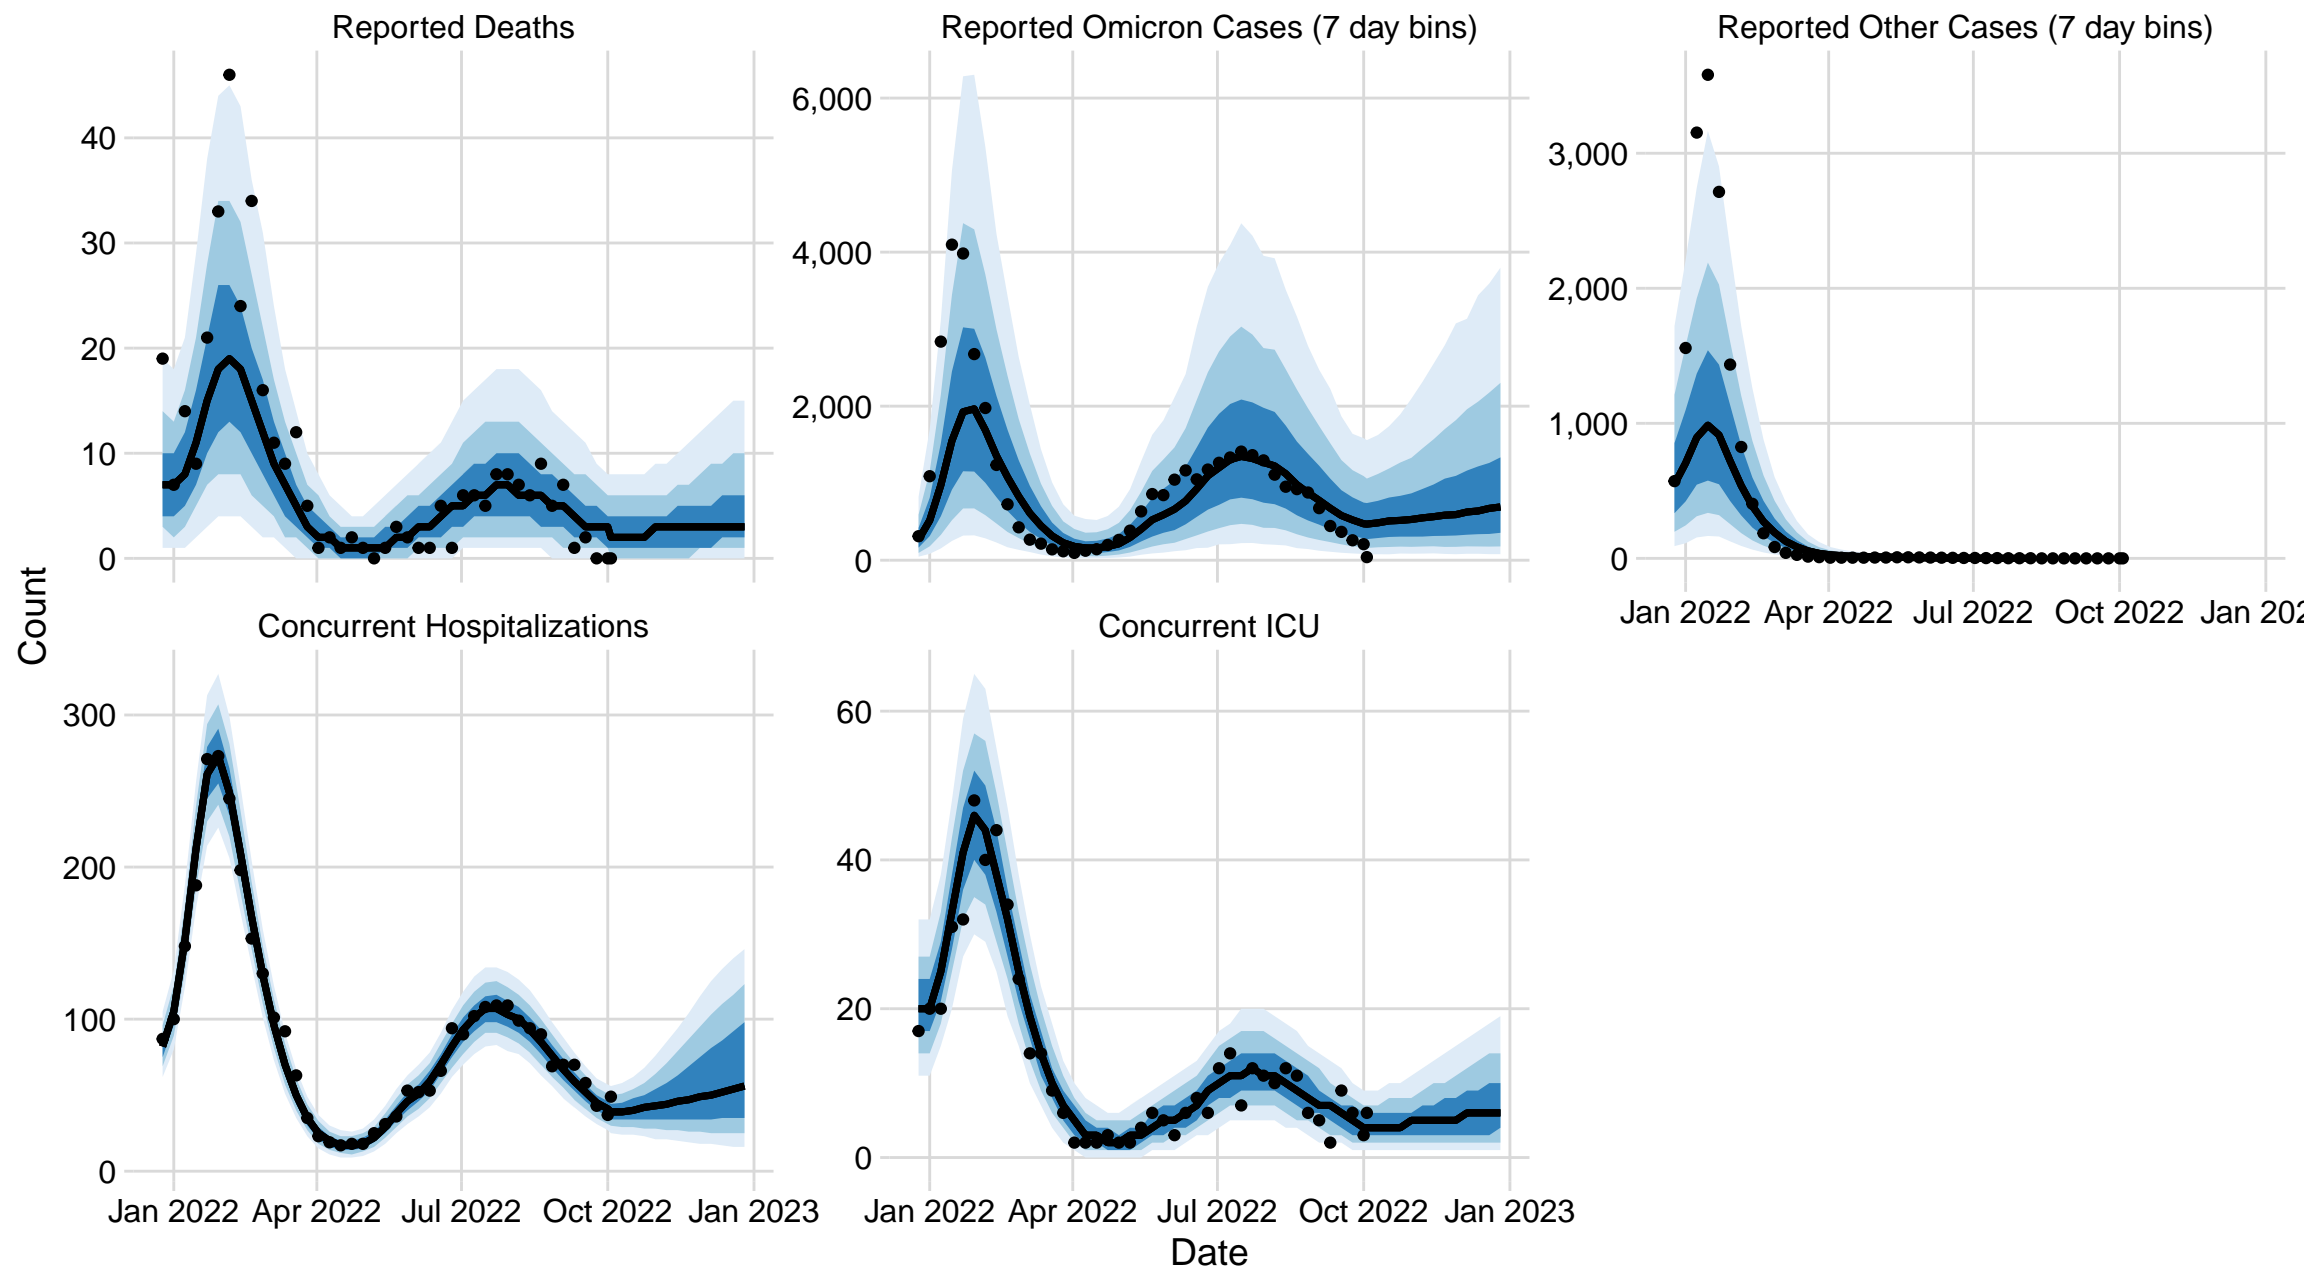 Reported Deaths
Reported Omicron Cases (7 day bins)
Reported Other Cases (7 day bins)
40
30
20
10
0
6,000
4,000
2,000
0
3,000
2,000
1,000
0
Jan 2022 Apr 2022 Jul 2022 Oct 2022 Jan 202
Count
Concurrent Hospitalizations
Concurrent ICU
300
200
100
0
60
40
20
0
Jan 2022 Apr 2022 Jul 2022 Oct 2022 Jan 2023
Jan 2022 Apr 2022 Jul 2022 Oct 2022 Jan 2023
Date